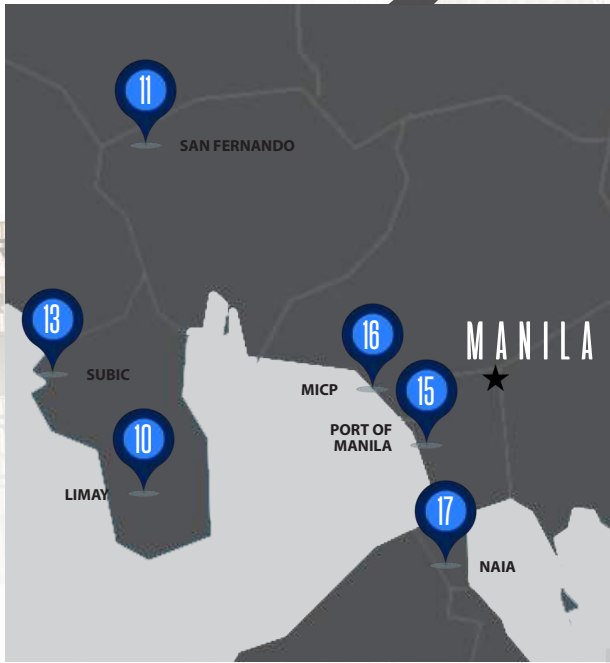 11
SAN FERNANDO
13
SUBIC
16
MANILA
MICP
15
PORT OF
MANILA
10
LIMAY
17
NAIA